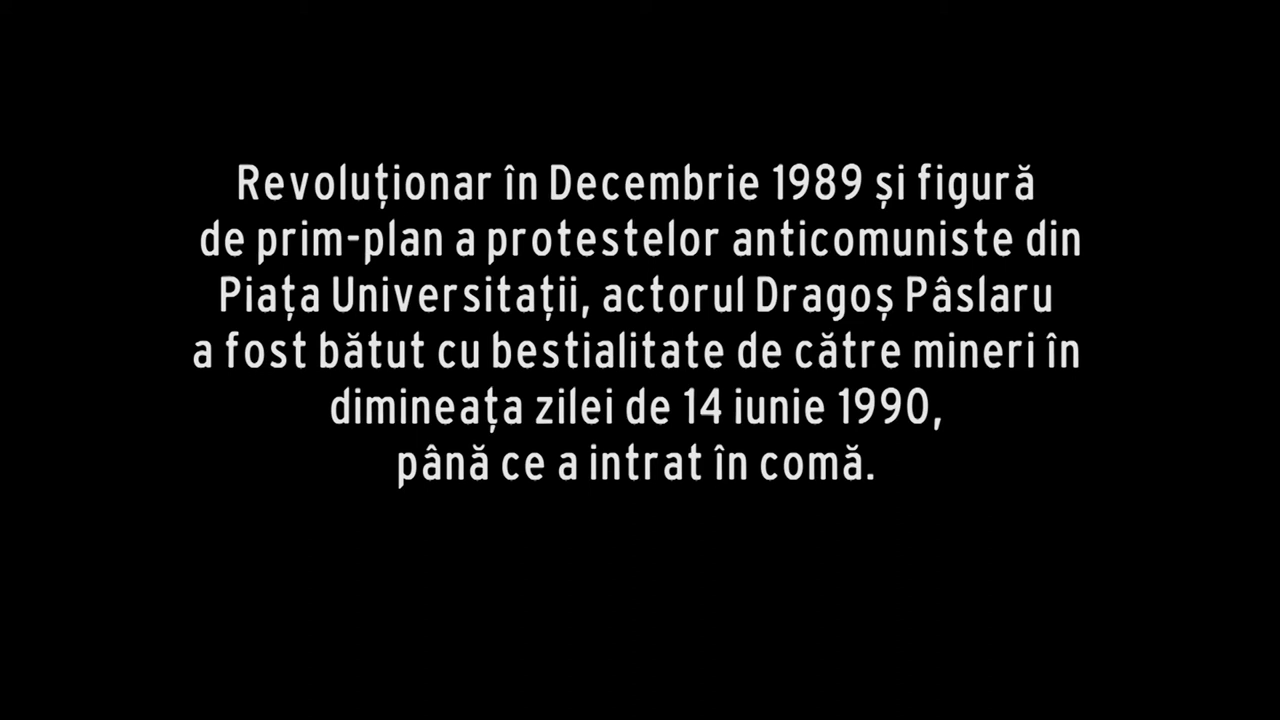 Revoluționar în Decembrie 1989 și figură
de prim-plan a protestelor anticomuniste din
Piața Universitații, actorul Dragoș Pâslaru
a fost bătut cu bestialitate de către mineri în
dimineața zilei de 14 iunie 1990,
până ce a intrat în comă.